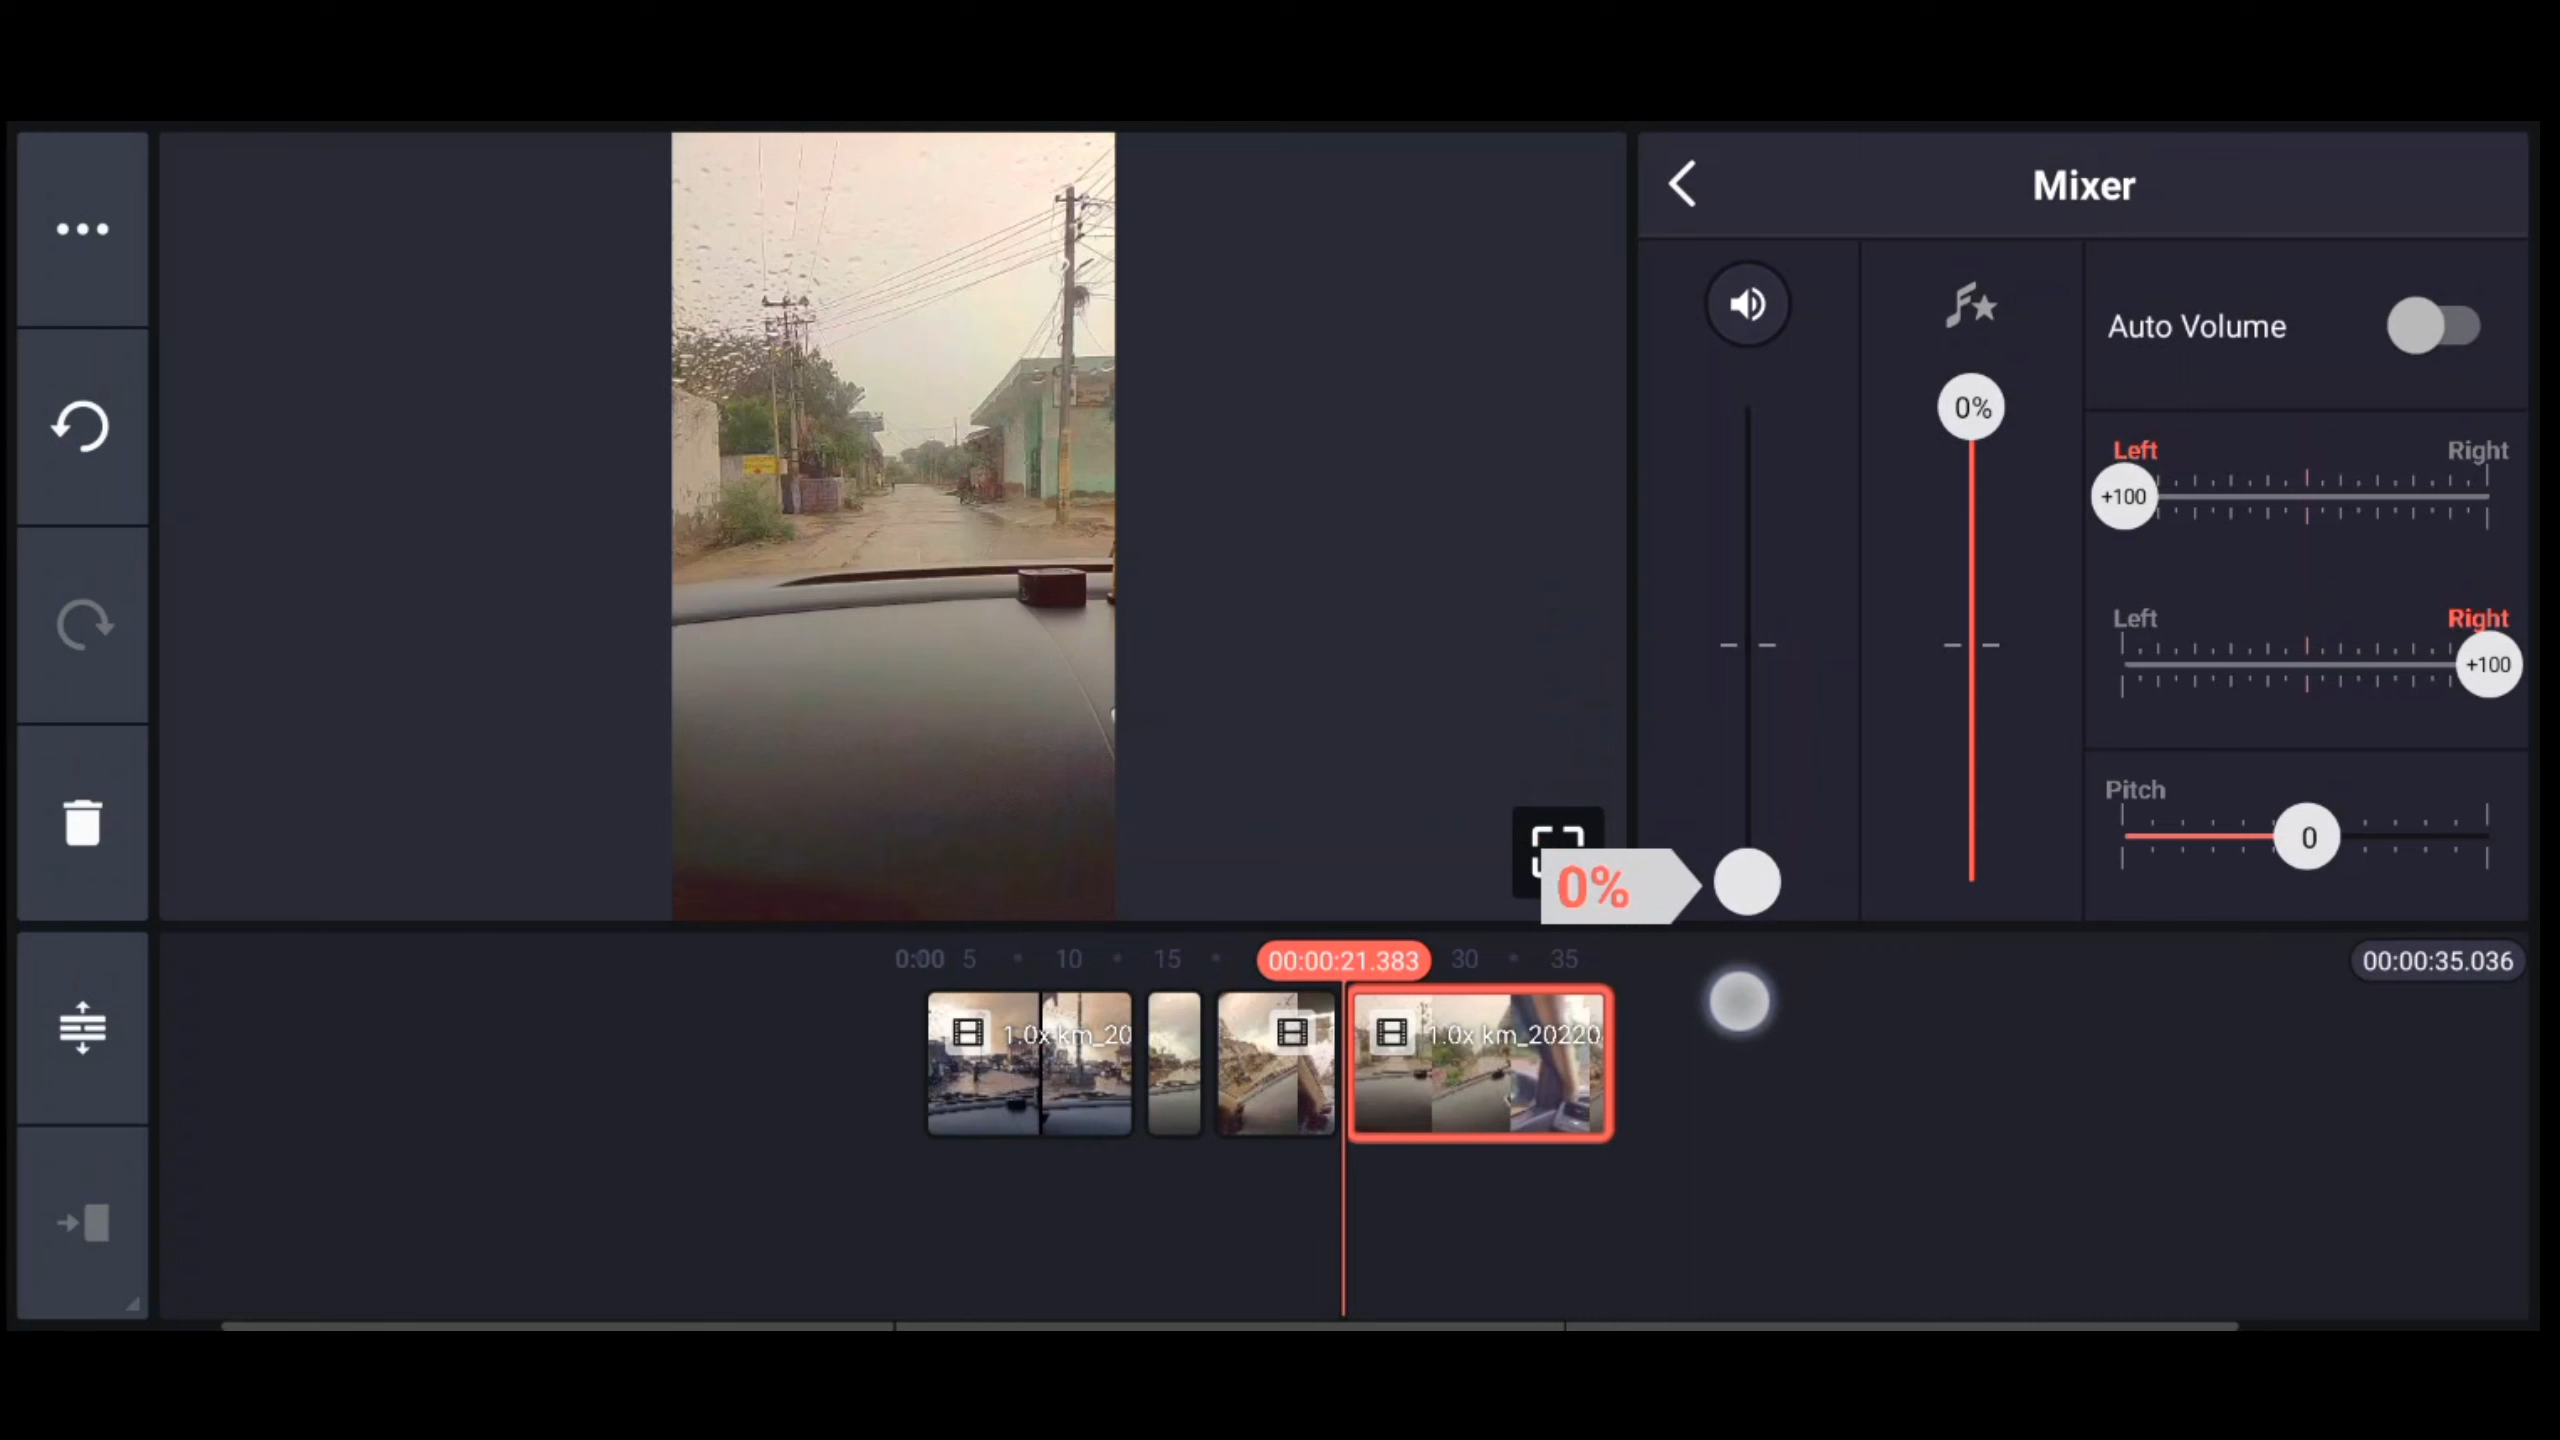 Mixer
Auto Volume
0%
Left
Right
+100
Left
Right
+100
Pitch
0
0%
0:00
5
10
15
00:00:21.383
30
35
00:00:35.036
1.0x km_20
1.0x km_20220